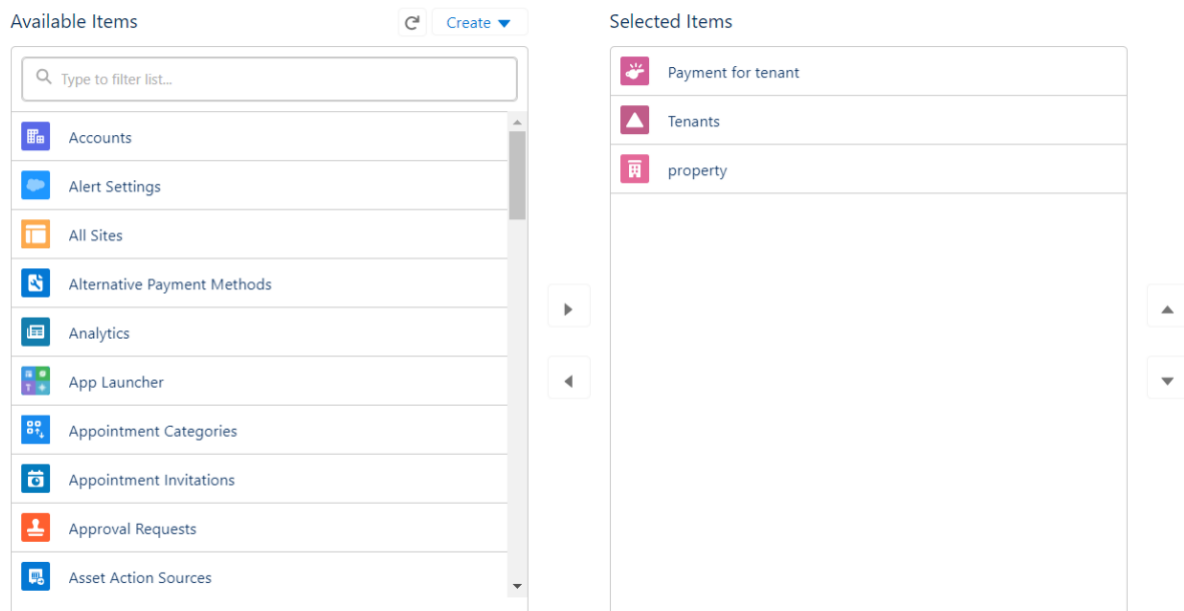 Available Items
Create
Type to filter list...
Accounts
Alert Settings
All Sites
Alternative Payment Methods
Analytics
App Launcher
Appointment Categories
Appointment Invitations
Approval Requests
Asset Action Sources
Selected Items
Payment for tenant
Tenants
property